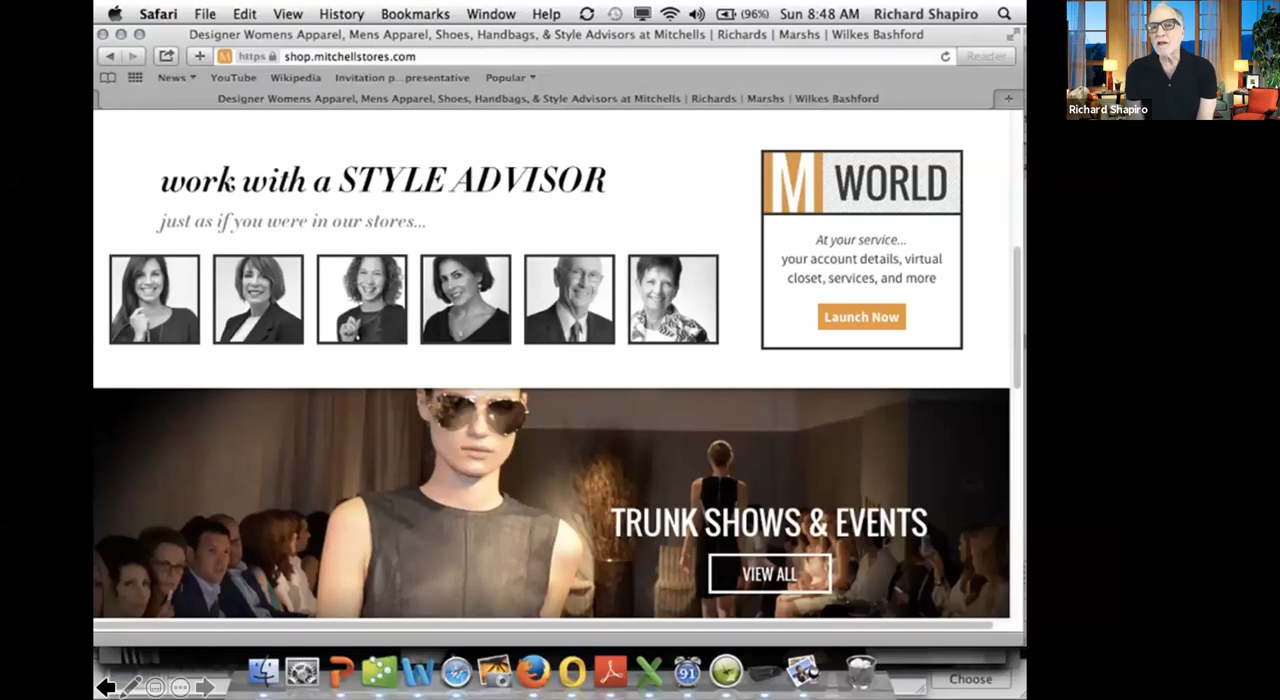 Safari File Edit View History Bookmarks Window Help (96%) Sun 8:48 AM Richard Shapiro
Designer Womens Apparel, Mens Apparel, Shoes, Handbags, & Style Advisors at Mitchells | Richards | Marshs | Wilkes Bashford
M https shop.mitchellstores.com Reader
News YouTube Wikipedia Invitation p...presentative Popular
Designer Womens Apparel, Mens Apparel, Shoes, Handbags, & Style Advisors at Mitchells | Richards | Marshs | Wilkes Bashford
Richard Shapiro
work with a STYLE ADVISOR
just as if you were in our stores...
M WORLD
At your service...
your account details, virtual
closet, services, and more
Launch Now
TRUNK SHOWS & EVENTS
VIEW ALL
91
Choose